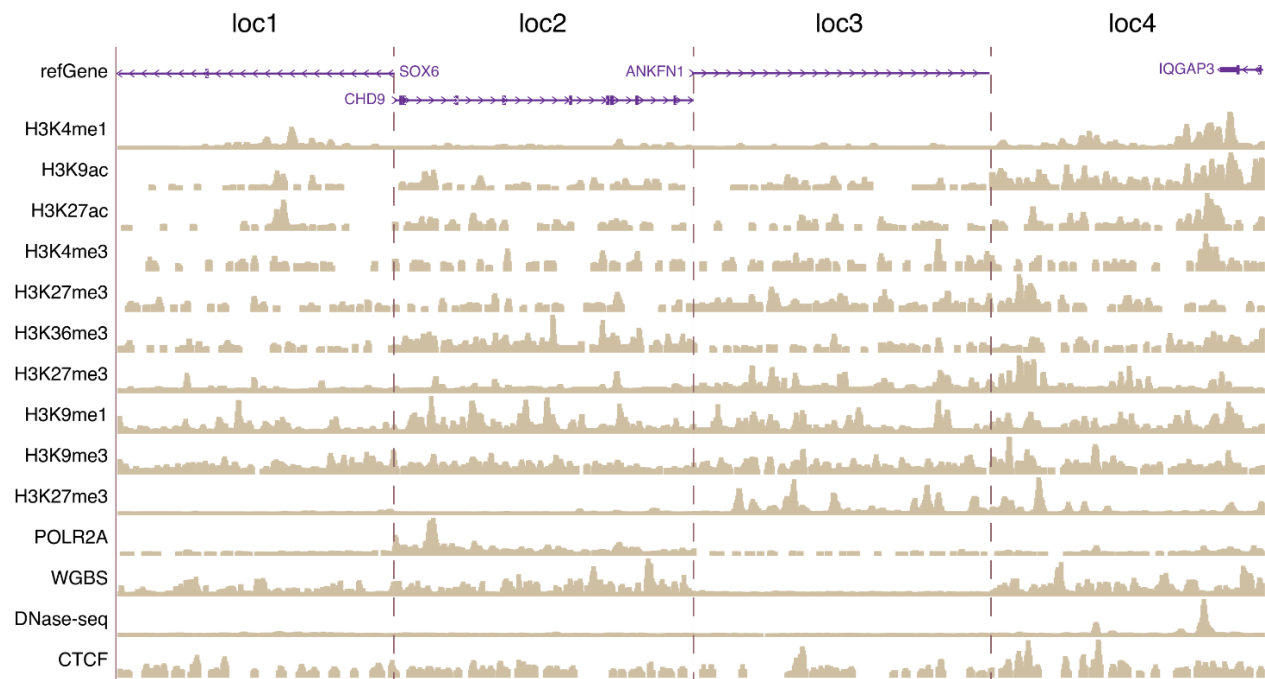 loc1 loc2 loc3 loc4
refGene SOX6 ANKFN1 IQGAP3
CHD9
H3K4me1
H3K9ac
H3K27ac
H3K4me3
H3K27me3
H3K36me3
H3K27me3
H3K9me1
H3K9me3
H3K27me3
POLR2A
WGBS
DNase-seq
CTCF